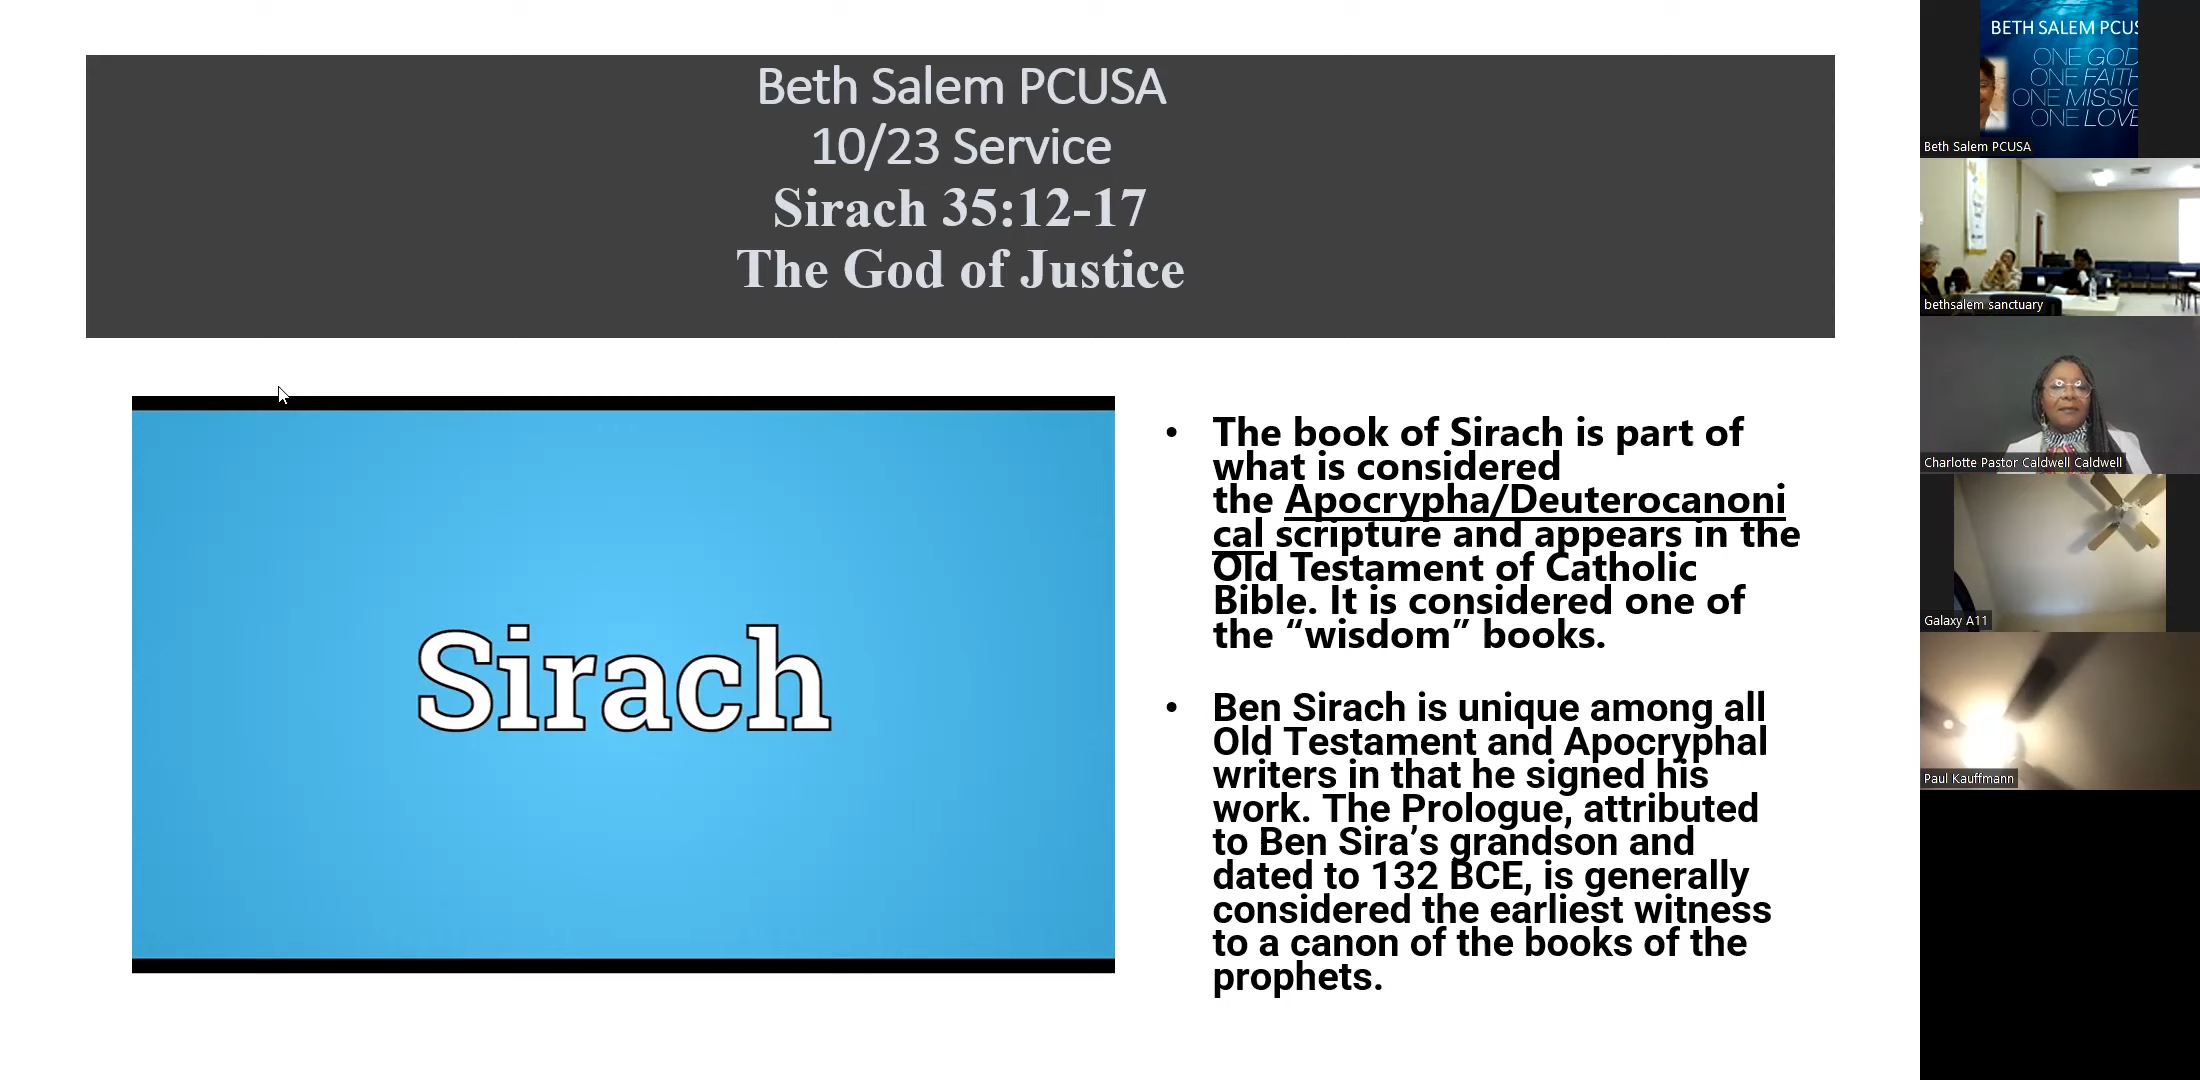 Beth Salem PCUSA
10/23 Service
Sirach 35:12-17
The God of Justice
Sirach
• The book of Sirach is part of
what is considered
the Apocrypha/Deuterocanoni
cal scripture and appears in the
Old Testament of Catholic
Bible. It is considered one of
the “wisdom” books.
• Ben Sirach is unique among all
Old Testament and Apocryphal
writers in that he signed his
work. The Prologue, attributed
to Ben Sira’s grandson and
dated to 132 BCE, is generally
considered the earliest witness
to a canon of the books of the
prophets.
BETH SALEM PCUS
ONE GOD
ONE FAITH
ONE MISSIO
ONE LOVE
Beth Salem PCUSA
bethsalem sanctuary
Charlotte Pastor Caldwell Caldwell
Galaxy A11
Paul Kauffmann